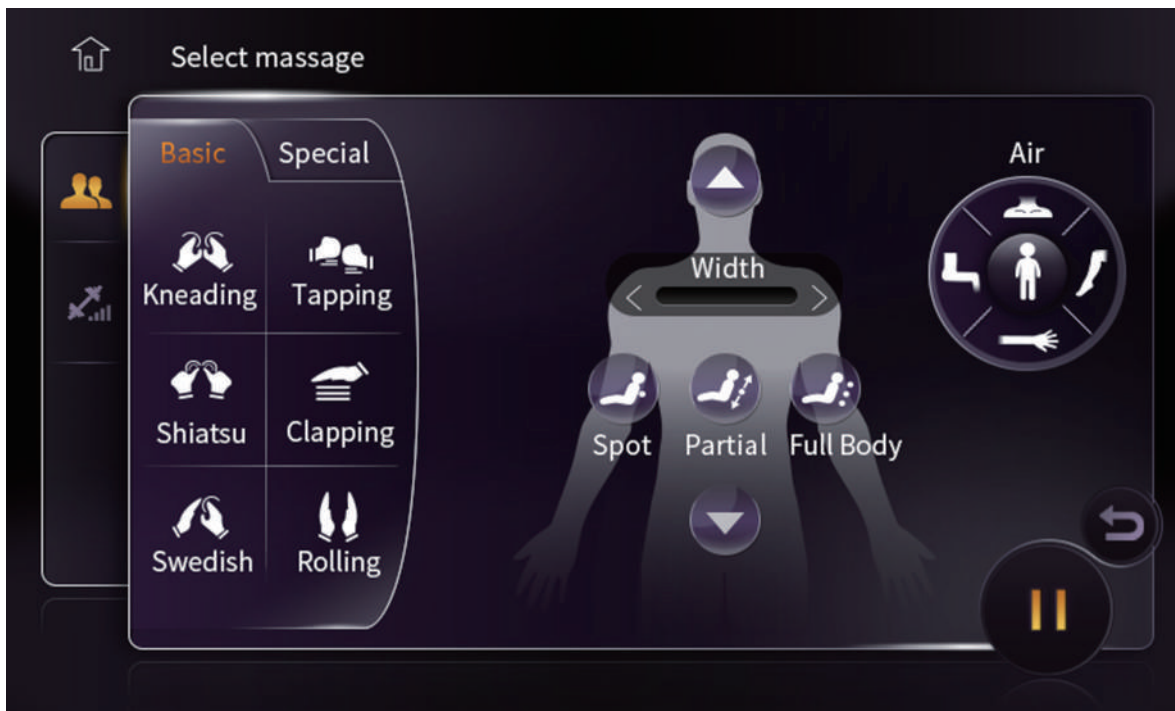 Select massage
Basic Special
Air
Width
Kneading Tapping
Shiatsu Clapping
Spot Partial Full Body
Swedish Rolling